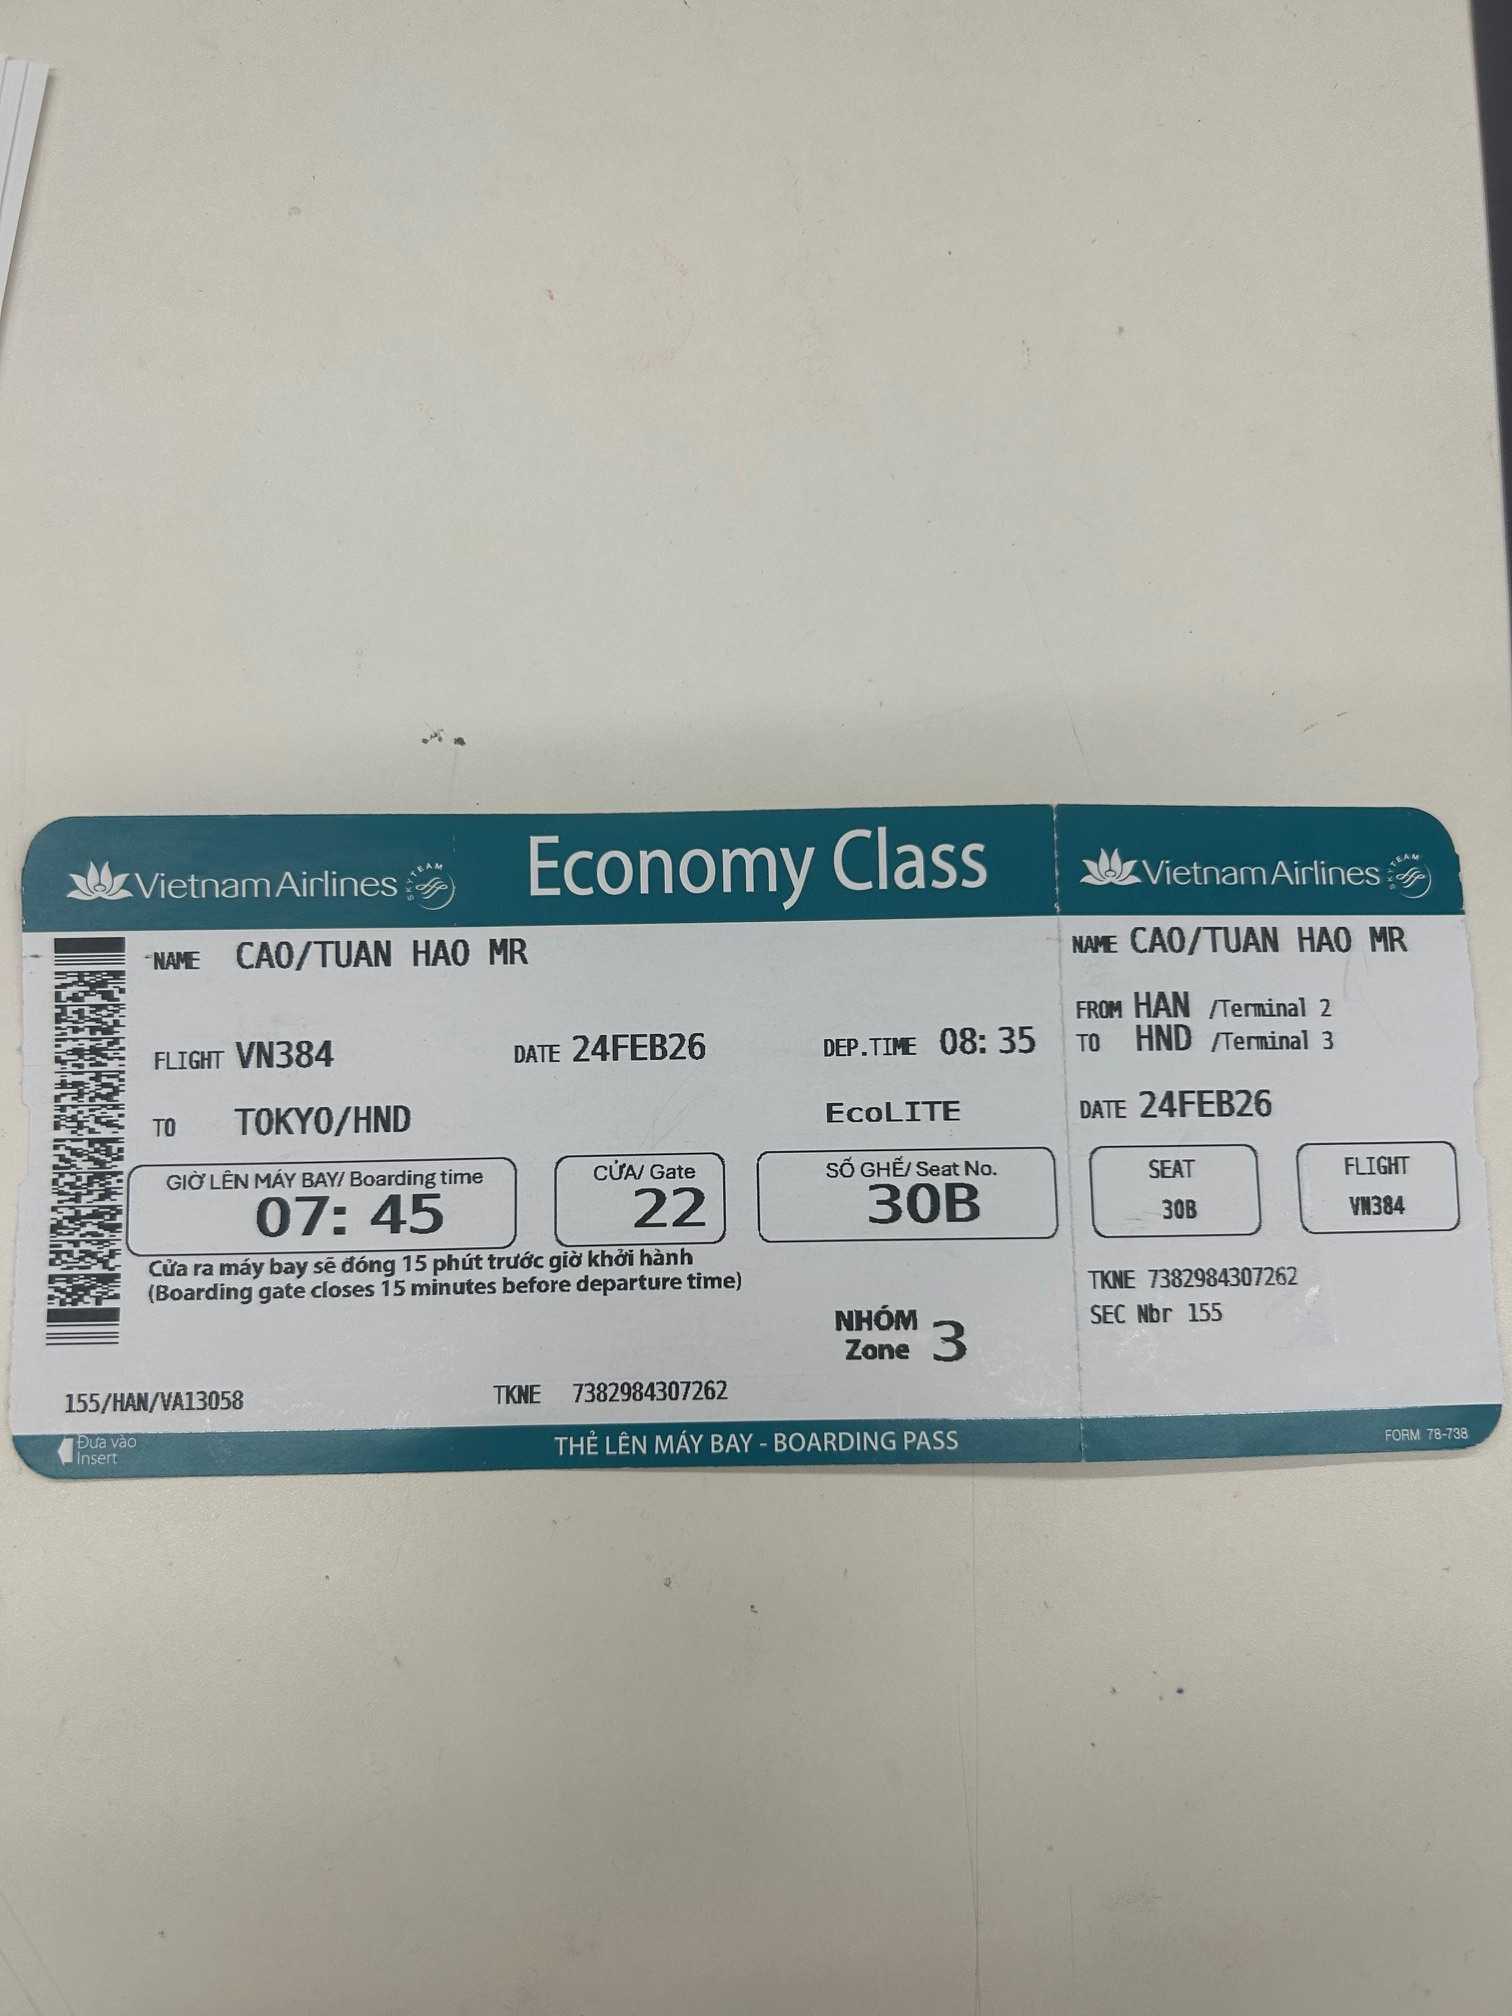 Vietnam Airlines SKYTEAM Economy Class
NAME CAO/TUAN HAO MR
FLIGHT VN384 DATE 24FEB26 DEP.TIME 08: 35
TO TOKYO/HND EcoLITE
GIỜ LÊN MÁY BAY/ Boarding time CỬA/ Gate SỐ GHẾ/ Seat No.
07: 45 22 30B
Cửa ra máy bay sẽ đóng 15 phút trước giờ khởi hành
(Boarding gate closes 15 minutes before departure time)
NHÓM
Zone 3
155/HAN/VA13058 TKNE 7382984307262
Đưa vào
Insert
THẺ LÊN MÁY BAY - BOARDING PASS
Vietnam Airlines SKYTEAM
NAME CAO/TUAN HAO MR
FROM HAN /Terminal 2
TO HND /Terminal 3
DATE 24FEB26
SEAT FLIGHT
30B VN384
TKNE 7382984307262
SEC Nbr 155
FORM 78-738